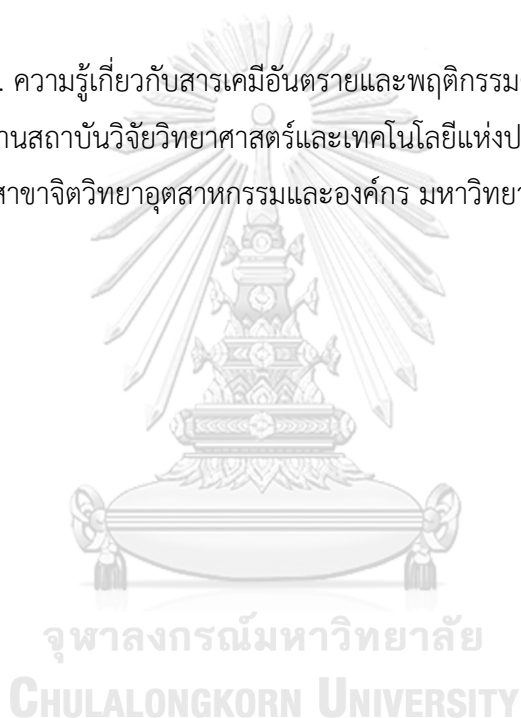 . ความรู้เกี่ยวกับสารเคมีอันตรายและพฤติกรรม
านสถาบันวิจัยวิทยาศาสตร์และเทคโนโลยีแห่งป
สาขาจิตวิทยาอุตสาหกรรมและองค์กร มหาวิทยา
จุฬาลงกรณ์มหาวิทยาลัย
CHULALONGKORN UNIVERSITY